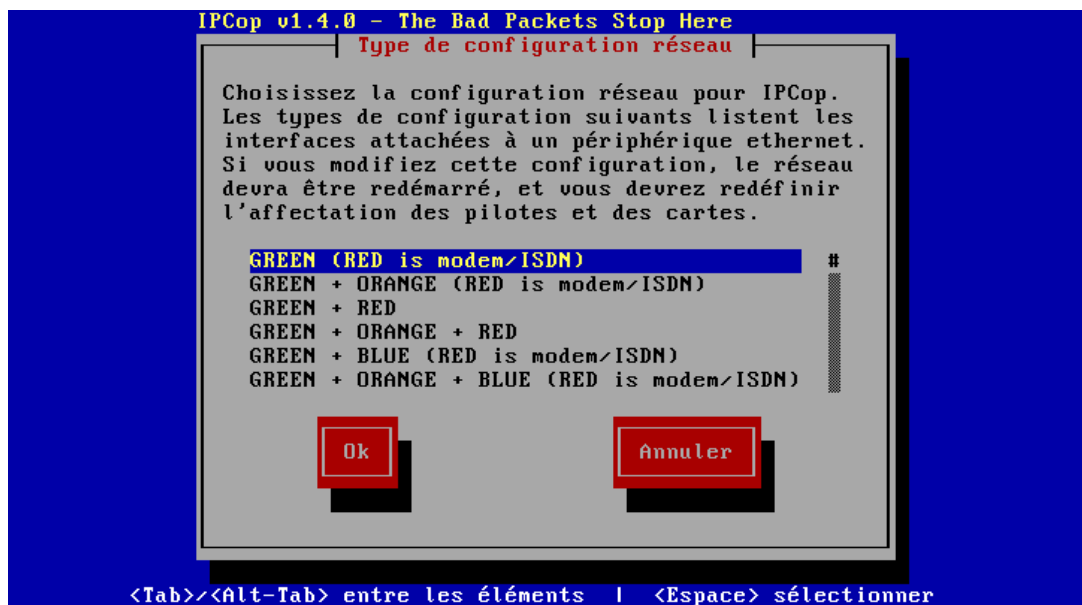 IPCop v1.4.0 - The Bad Packets Stop Here
Type de configuration réseau
Choisissez la configuration réseau pour IPCop.
Les types de configuration suivants listent les
interfaces attachées à un périphérique ethernet.
Si vous modifiez cette configuration, le réseau
devra être redémarré, et vous devrez redéfinir
l'affectation des pilotes et des cartes.
GREEN (RED is modem/ISDN) #
GREEN + ORANGE (RED is modem/ISDN)
GREEN + RED
GREEN + ORANGE + RED
GREEN + BLUE (RED is modem/ISDN)
GREEN + ORANGE + BLUE (RED is modem/ISDN)
Ok Annuler
<Tab>/<Alt-Tab> entre les éléments | <Espace> sélectionner